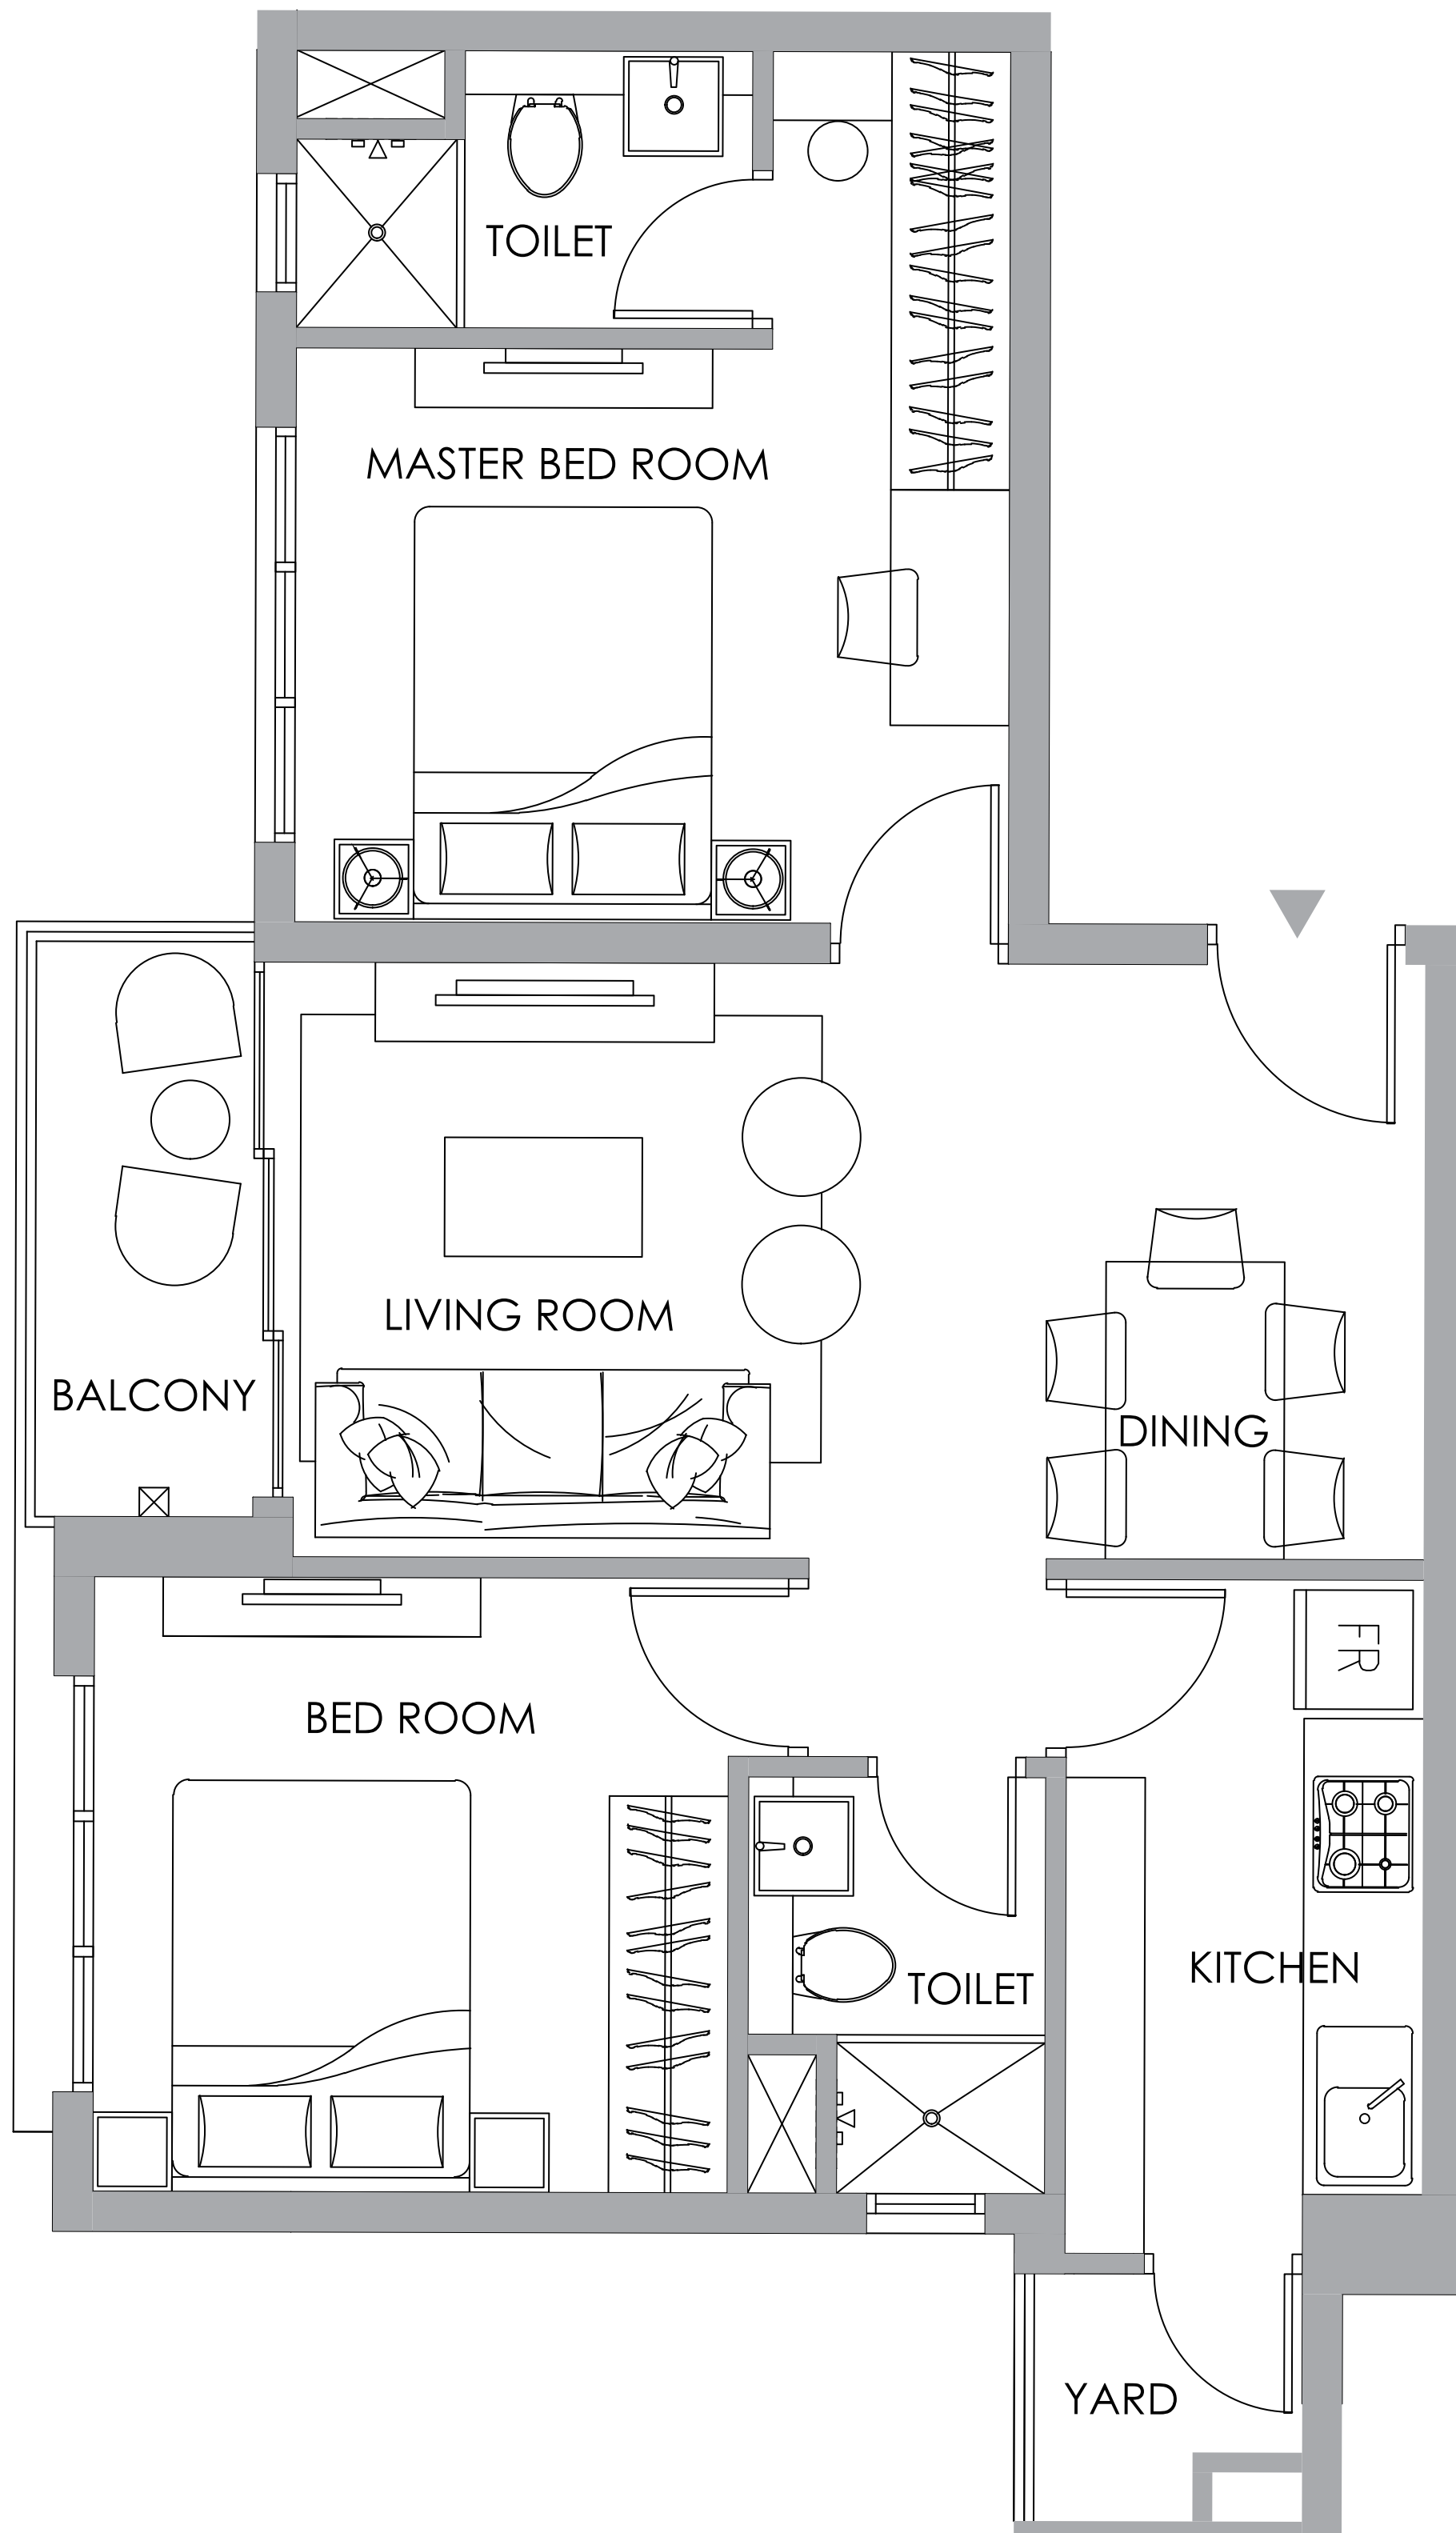 TOILET
MASTER BED ROOM
LIVING ROOM
BALCONY
DINING
FR
BED ROOM
KITCHEN
TOILET
YARD